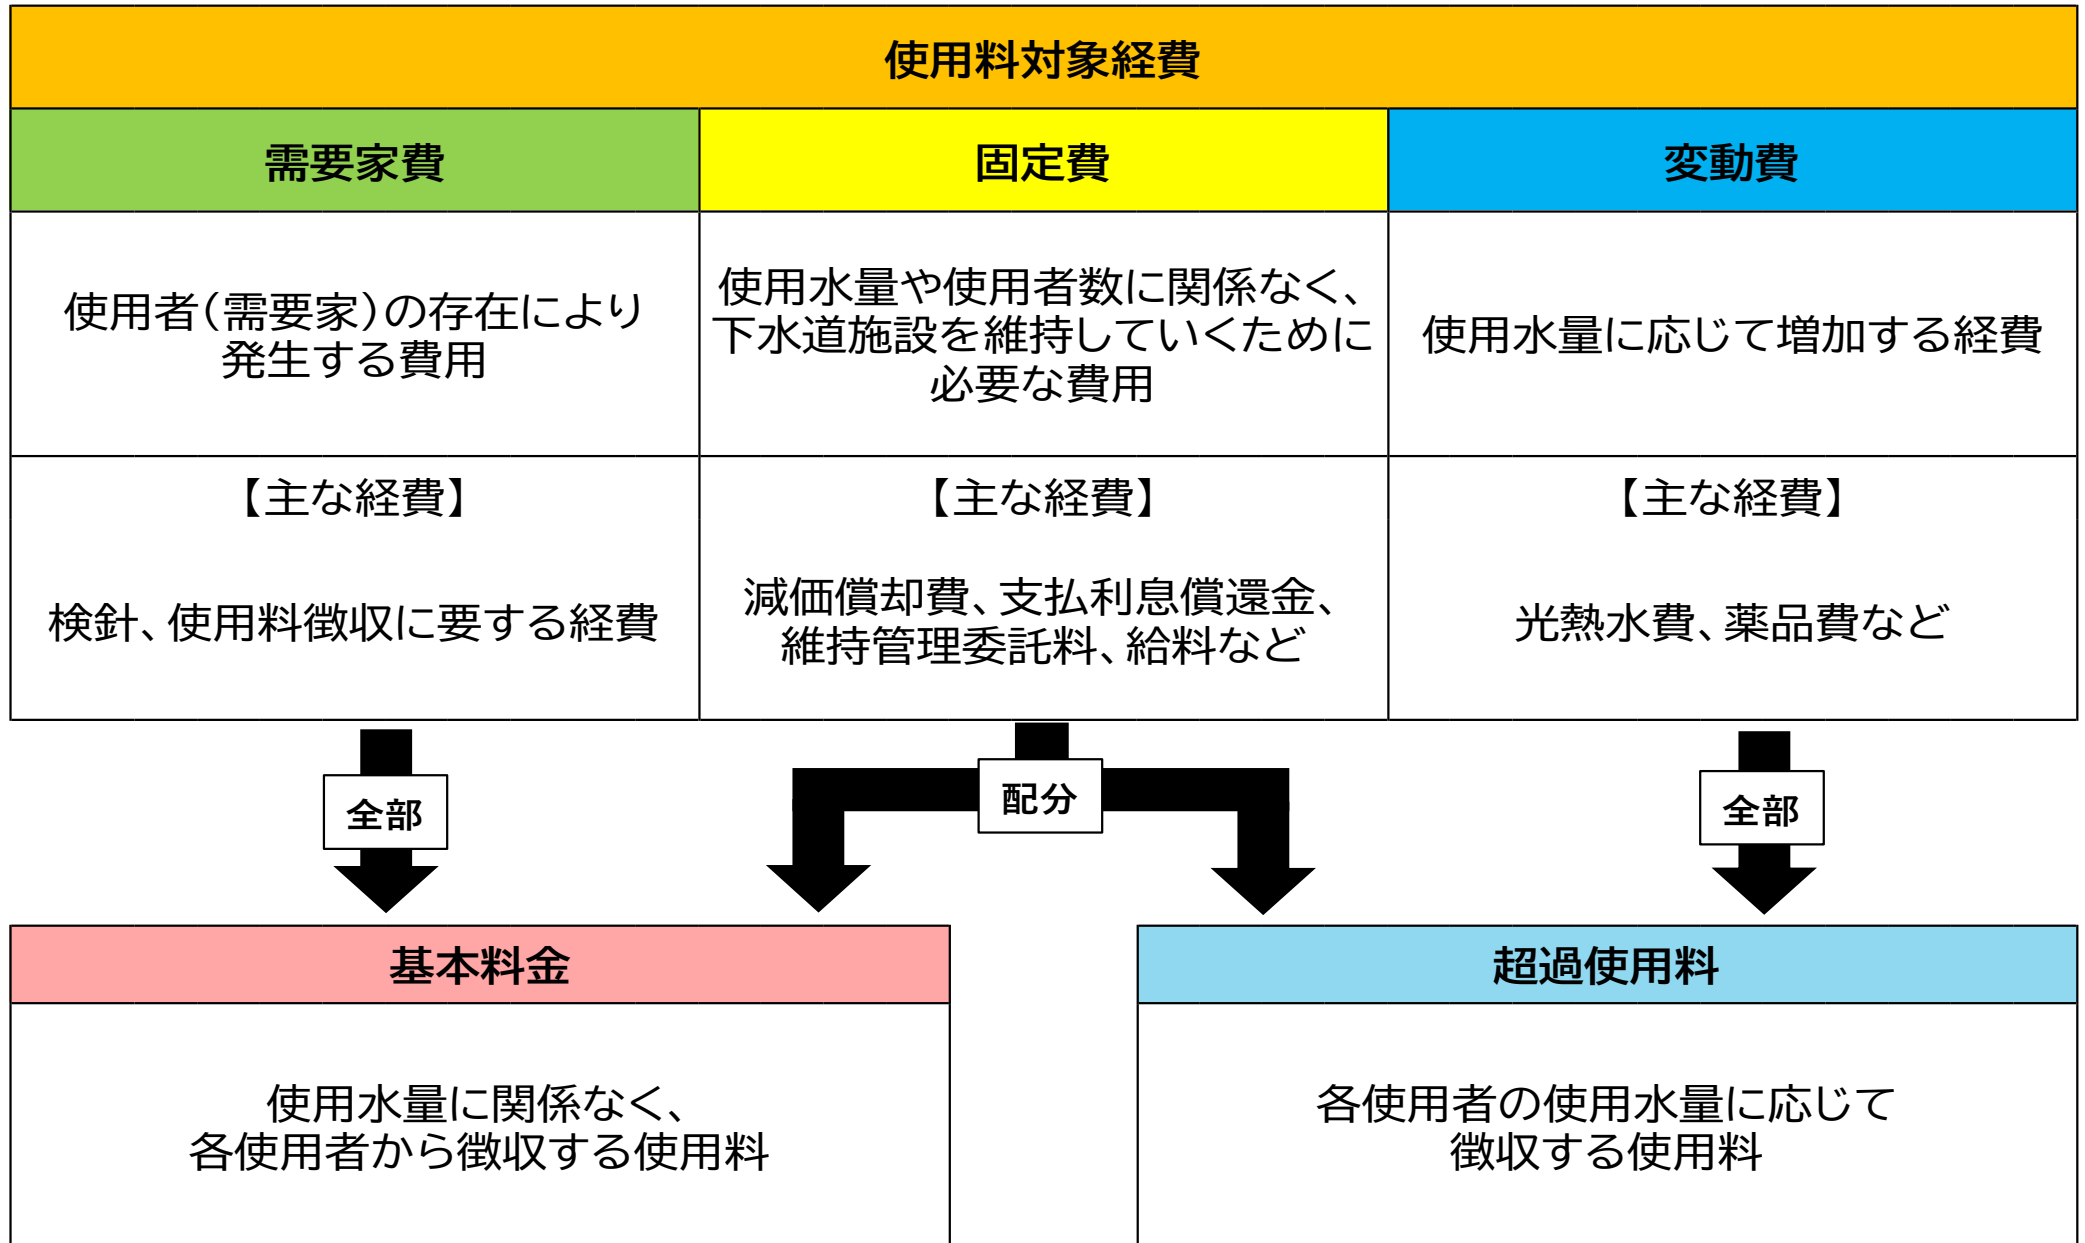 使用料対象経費
需要家費
固定費
変動費
使用者(需要家)の存在により
発生する費用
使用水量や使用者数に関係なく、
下水道施設を維持していくために
必要な費用
使用水量に応じて増加する経費
【主な経費】
検針、使用料徴収に要する経費
【主な経費】
減価償却費、支払利息償還金、
維持管理委託料、給料など
【主な経費】
光熱水費、薬品費など
全部
配分
全部
基本料金
使用水量に関係なく、
各使用者から徴収する使用料
超過使用料
各使用者の使用水量に応じて
徴収する使用料